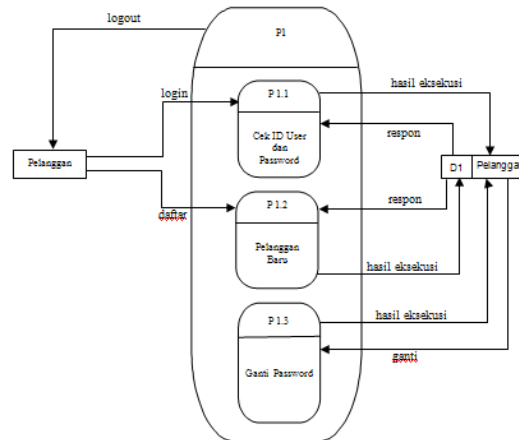 logout
P1
login
P 1.1
hasil eksekusi
Cek ID User
dan
Password
respon
Pelanggan
D1
Pelangga
daftar
P 1.2
respon
Pelanggan
Baru
hasil eksekusi
P 1.3
hasil eksekusi
ganti
Ganti Password